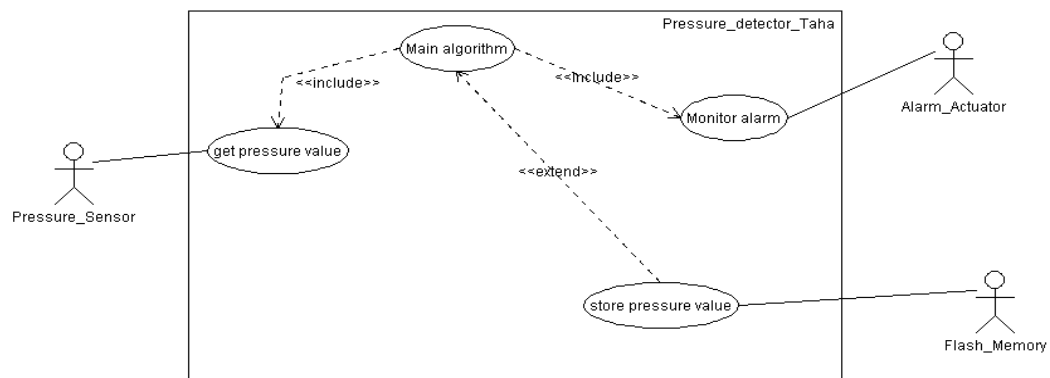 Pressure_detector_Taha
Main algorithm
<<include>>
<<include>>
Alarm_Actuator
Monitor alarm
get pressure value
<<extend>>
Pressure_Sensor
store pressure value
Flash_Memory